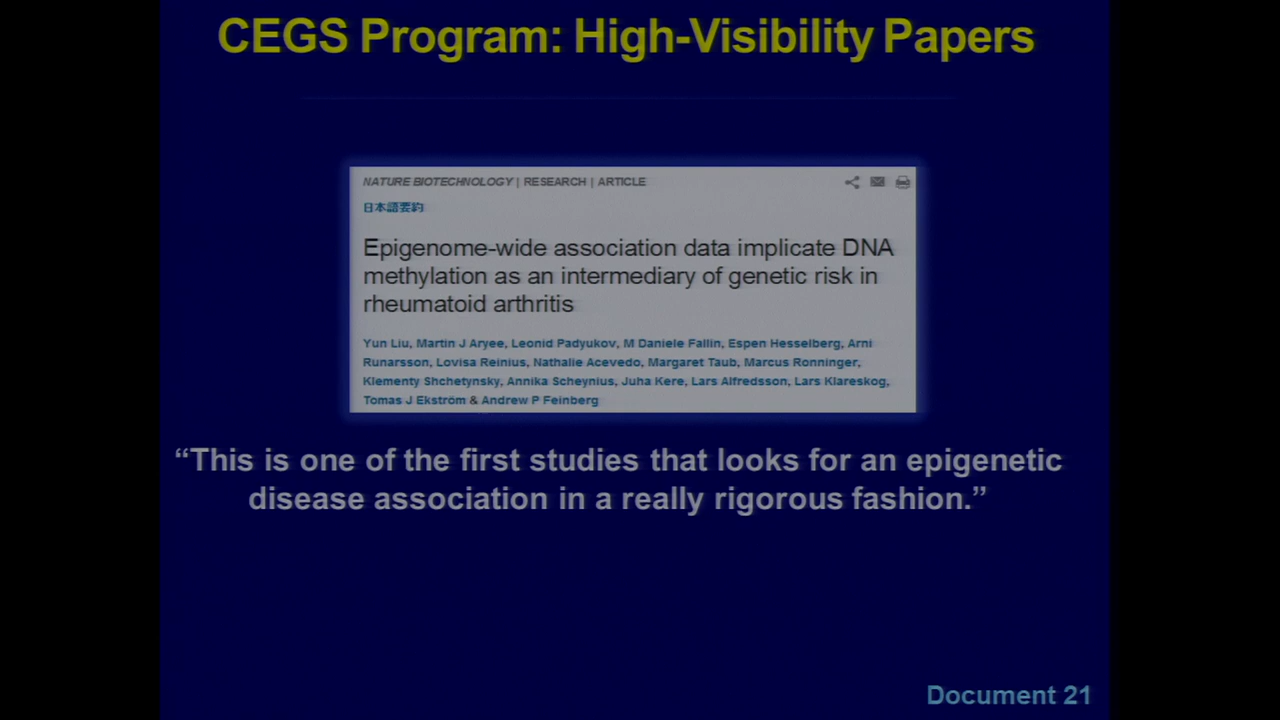 CEGS Program: High-Visibility Papers
NATURE BIOTECHNOLOGY | RESEARCH | ARTICLE
日本語要約
Epigenome-wide association data implicate DNA
methylation as an intermediary of genetic risk in
rheumatoid arthritis
Yun Liu, Martin J Aryee, Leonid Padyukov, M Daniele Fallin, Espen Hesselberg, Arni
Runarsson, Lovisa Reinius, Nathalie Acevedo, Margaret Taub, Marcus Ronninger,
Klementy Shchetynsky, Annika Scheynius, Juha Kere, Lars Alfredsson, Lars Klareskog,
Tomas J Ekström & Andrew P Feinberg
“This is one of the first studies that looks for an epigenetic
disease association in a really rigorous fashion.”
Document 21